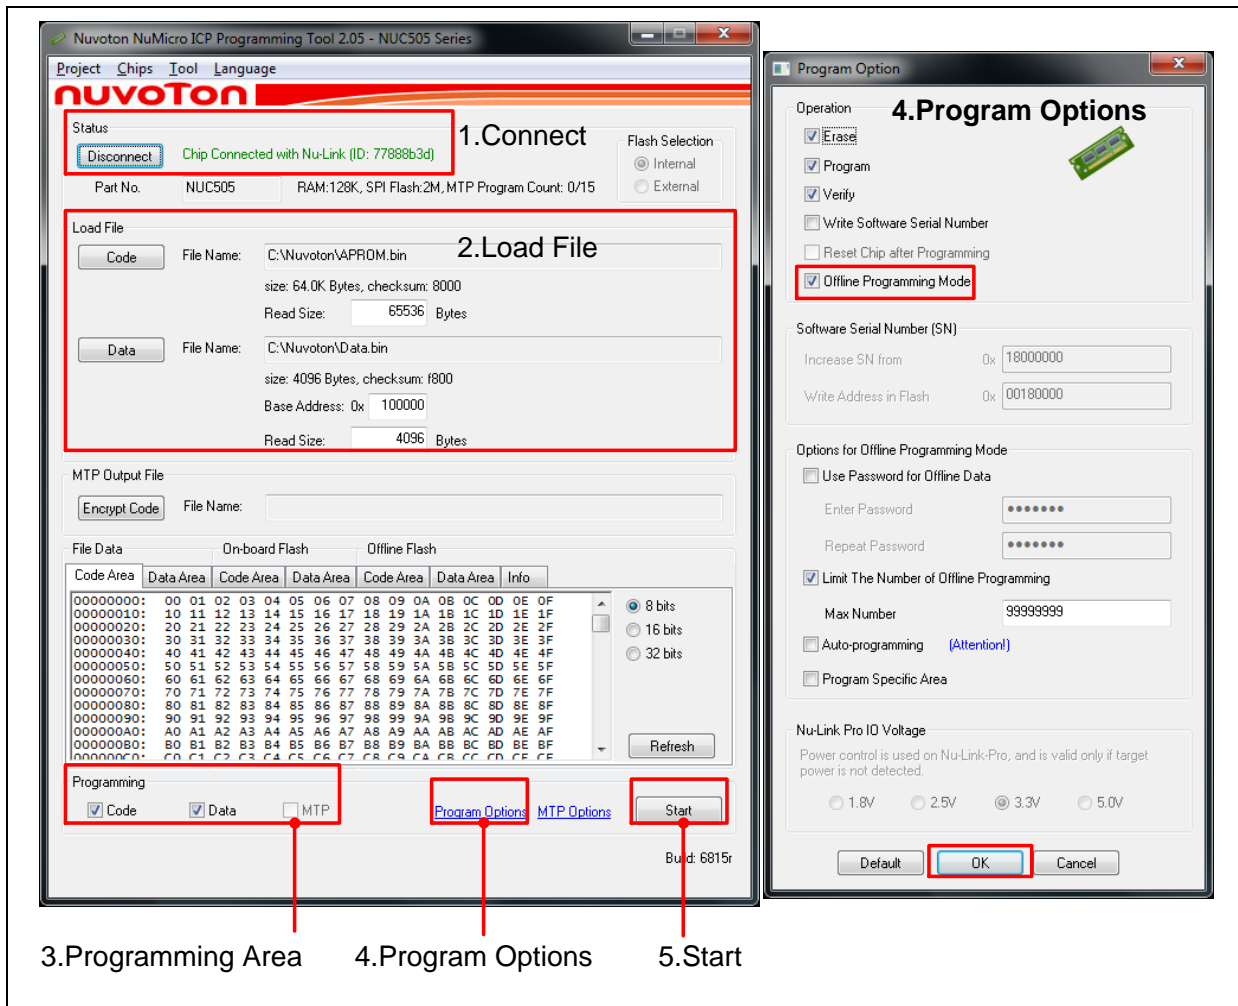 Nuvoton NuMicro ICP Programming Tool 2.05 - NUC505 Series
Project Chips Tool Language
nuvoTon
Status
1.Connect
Disconnect Chip Connected with Nu-Link (ID: 77888b3d)
Flash Selection
Internal
External
Part No. NUC505 RAM:128K, SPI Flash:2M, MTP Program Count: 0/15
Load File
2.Load File
Code File Name: C:\Nuvoton\APROM.bin
size: 64.0K Bytes, checksum: 8000
Read Size: 65536 Bytes
Data File Name: C:\Nuvoton\Data.bin
size: 4096 Bytes, checksum: f800
Base Address: 0x 100000
Read Size: 4096 Bytes
MTP Output File
Encrypt Code File Name:
File Data On-board Flash Offline Flash
Code Area Data Area Code Area Data Area Code Area Data Area Info
00000000: 00 01 02 03 04 05 06 07 08 09 0A 0B 0C 0D 0E 0F
00000010: 10 11 12 13 14 15 16 17 18 19 1A 1B 1C 1D 1E 1F
00000020: 20 21 22 23 24 25 26 27 28 29 2A 2B 2C 2D 2E 2F
00000030: 30 31 32 33 34 35 36 37 38 39 3A 3B 3C 3D 3E 3F
00000040: 40 41 42 43 44 45 46 47 48 49 4A 4B 4C 4D 4E 4F
00000050: 50 51 52 53 54 55 56 57 58 59 5A 5B 5C 5D 5E 5F
00000060: 60 61 62 63 64 65 66 67 68 69 6A 6B 6C 6D 6E 6F
00000070: 70 71 72 73 74 75 76 77 78 79 7A 7B 7C 7D 7E 7F
00000080: 80 81 82 83 84 85 86 87 88 89 8A 8B 8C 8D 8E 8F
00000090: 90 91 92 93 94 95 96 97 98 99 9A 9B 9C 9D 9E 9F
000000A0: A0 A1 A2 A3 A4 A5 A6 A7 A8 A9 AA AB AC AD AE AF
000000B0: B0 B1 B2 B3 B4 B5 B6 B7 B8 B9 BA BB BC BD BE BF
000000C0: C0 C1 C2 C3 C4 C5 C6 C7 C8 C9 CA CB CC CD CE CF
8 bits
16 bits
32 bits
Refresh
Programming
Code Data MTP Program Options MTP Options Start
Build: 6815r
3.Programming Area 4.Program Options 5.Start
Program Option
Operation
4.Program Options
Erase
Program
Verify
Write Software Serial Number
Reset Chip after Programming
Offline Programming Mode
Software Serial Number (SN)
Increase SN from 0x 18000000
Write Address in Flash 0x 00180000
Options for Offline Programming Mode
Use Password for Offline Data
Enter Password •••••••
Repeat Password •••••••
Limit The Number of Offline Programming
Max Number 99999999
Auto-programming (Attention!)
Program Specific Area
Nu-Link Pro IO Voltage
Power control is used on Nu-Link-Pro, and is valid only if target
power is not detected.
1.8V 2.5V 3.3V 5.0V
Default OK Cancel